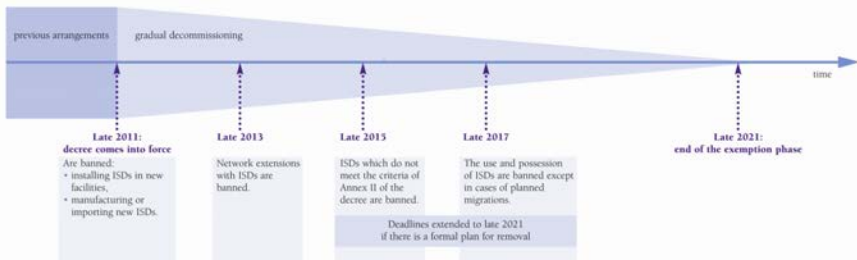 previous arrangements
gradual decommissioning
time
Late 2011:
decree comes into force
Are banned:
• installing ISDs in new
facilities,
• manufacturing or
importing new ISDs.
Late 2013
Network extensions
with ISDs are
banned.
Late 2015
ISDs which do not
meet the criteria of
Annex II of the
decree are banned.
Late 2017
The use and possession
of ISDs are banned except
in cases of planned
migrations.
Deadlines extended to late 2021
if there is a formal plan for removal
Late 2021:
end of the exemption phase